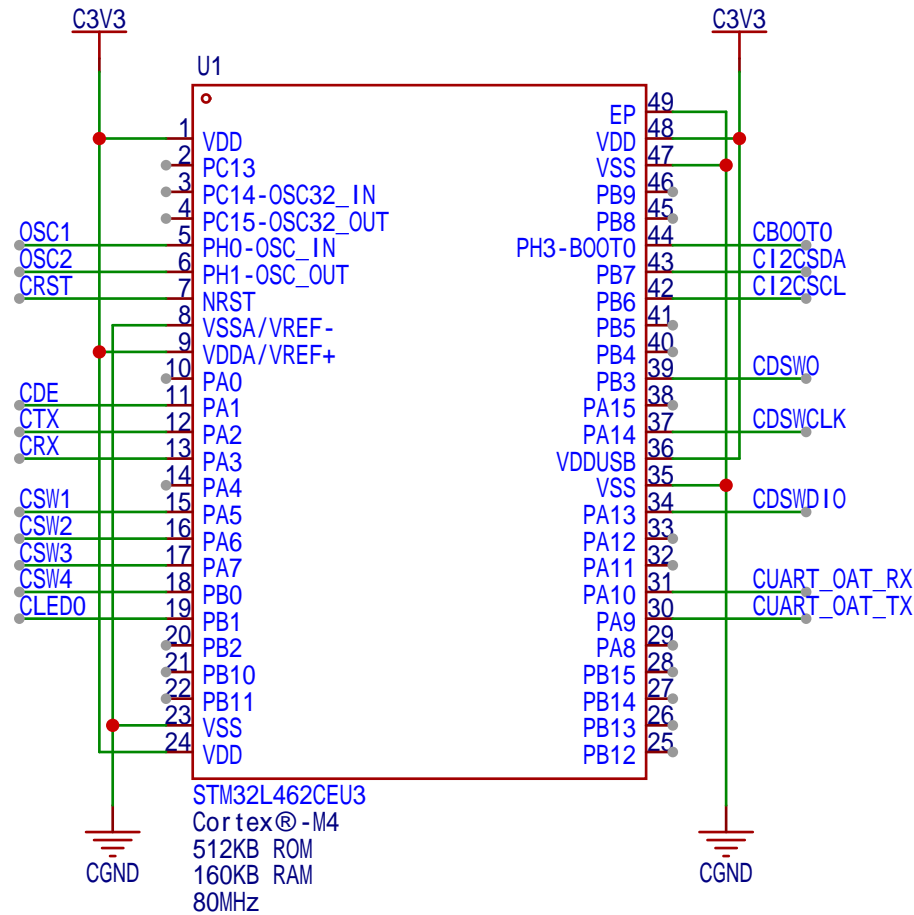 C3V3
C3V3
U1
1 VDD
2 PC13
3 PC14-OSC32_IN
4 PC15-OSC32_OUT
OSC1 5 PH0-OSC_IN
OSC2 6 PH1-OSC_OUT
CRST 7 NRST
8 VSSA/VREF-
9 VDDA/VREF+
10 PA0
CDE 11 PA1
CTX 12 PA2
CRX 13 PA3
14 PA4
CSW1 15 PA5
CSW2 16 PA6
CSW3 17 PA7
CSW4 18 PB0
CLED0 19 PB1
20 PB2
21 PB10
22 PB11
23 VSS
24 VDD
EP 49
VDD 48
VSS 47
PB9 46
PB8 45
PH3-BOOT0 44 CBOOT0
PB7 43 CI2CSDA
PB6 42 CI2CSCL
PB5 41
PB4 40
PB3 39 CDSWO
PA15 38
PA14 37 CDSWCLK
VDDUSB 36
VSS 35
PA13 34 CDSWDIO
PA12 33
PA11 32
PA10 31 CUART_OAT_RX
PA9 30 CUART_OAT_TX
PA8 29
PB15 28
PB14 27
PB13 26
PB12 25
STM32L462CEU3
Cortex®-M4
512KB ROM
160KB RAM
80MHz
CGND
CGND